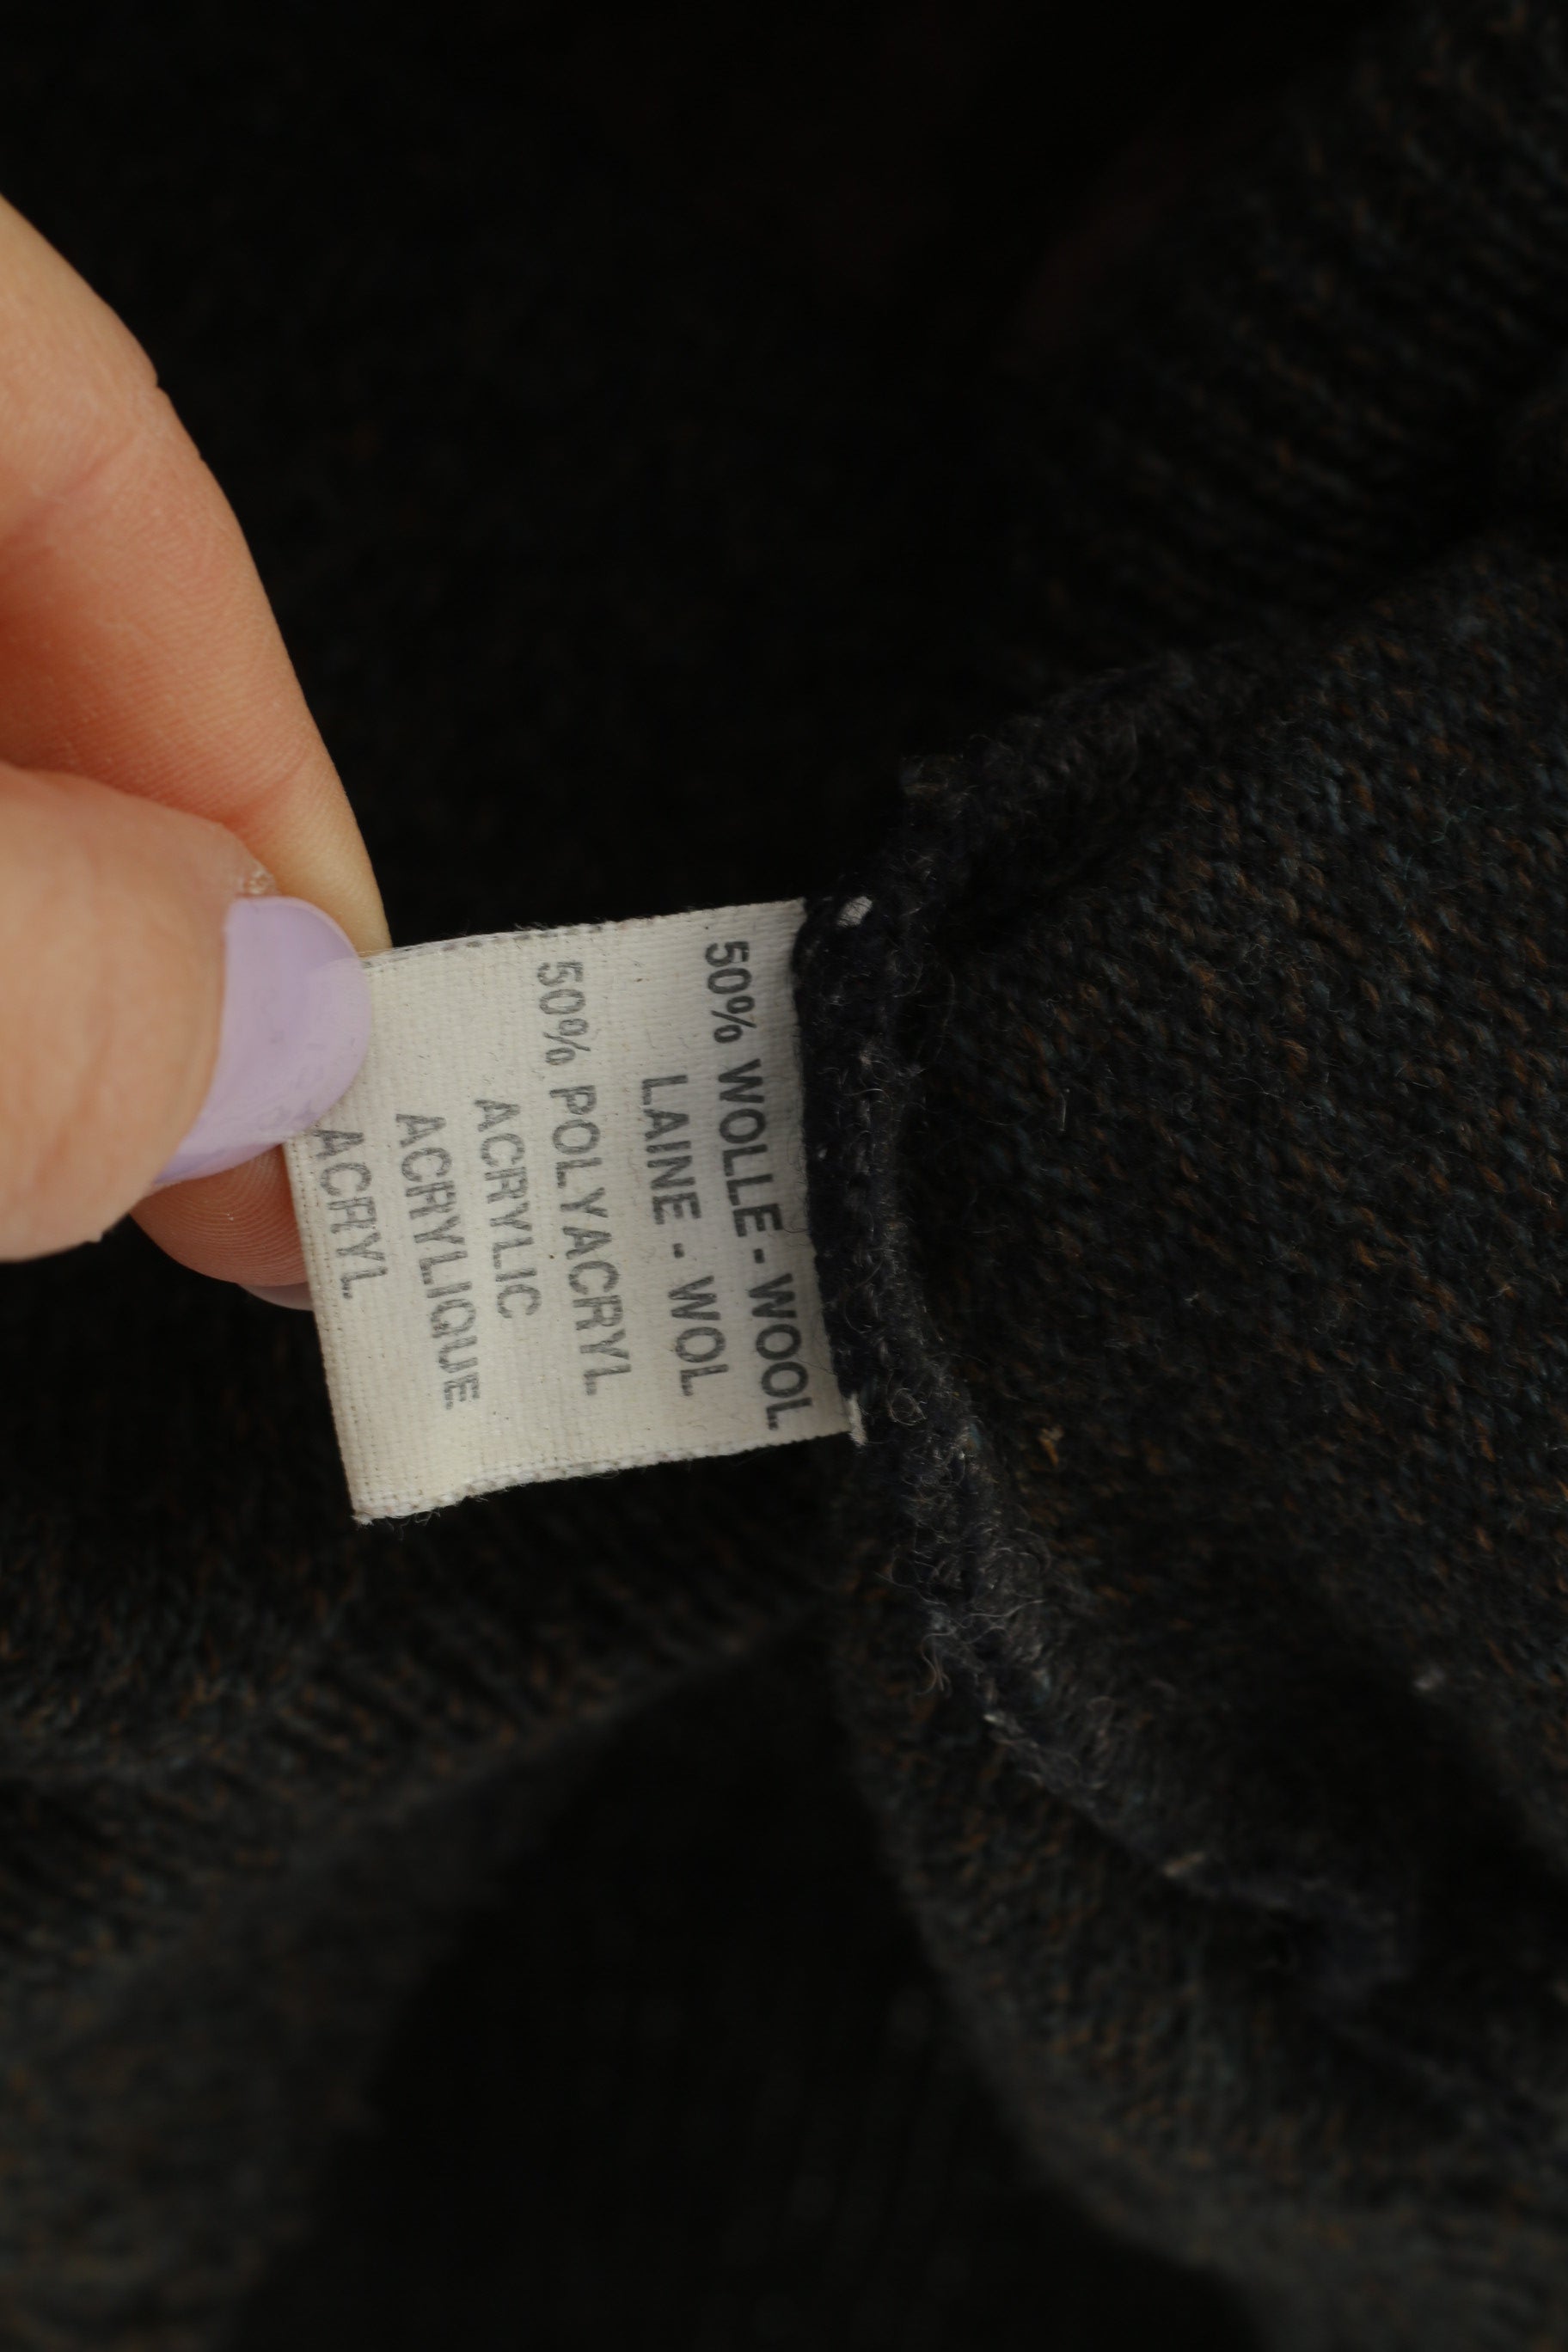 50% WOLLE - WOOL
LAINE - WOL
50% POLYACRYL
ACRYLIC
ACRYLIQUE
ACRYL